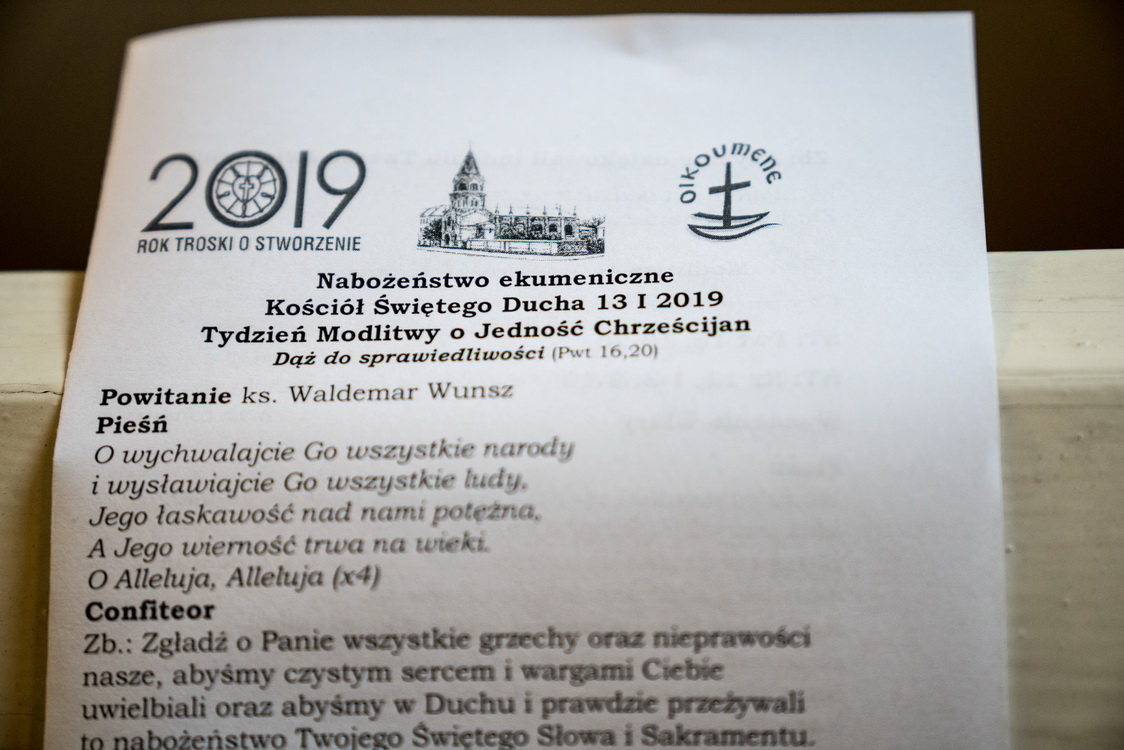 2019
ROK TROSKI O STWORZENIE
OIKOUMENE
Nabożeństwo ekumeniczne
Kościół Świętego Ducha 13 I 2019
Tydzień Modlitwy o Jedność Chrześcijan
Dąż do sprawiedliwości (Pwt 16,20)
Powitanie ks. Waldemar Wunsz
Pieśń
O wychwalajcie Go wszystkie narody
i wysławiajcie Go wszystkie ludy,
Jego łaskawość nad nami potężna,
A Jego wierność trwa na wieki.
O Alleluja, Alleluja (x4)
Confiteor
Zb.: Zgładź o Panie wszystkie grzechy oraz nieprawości
nasze, abyśmy czystym sercem i wargami Ciebie
uwielbiali oraz abyśmy w Duchu i prawdzie przeżywali
to nabożeństwo Twojego Świętego Słowa i Sakramentu.